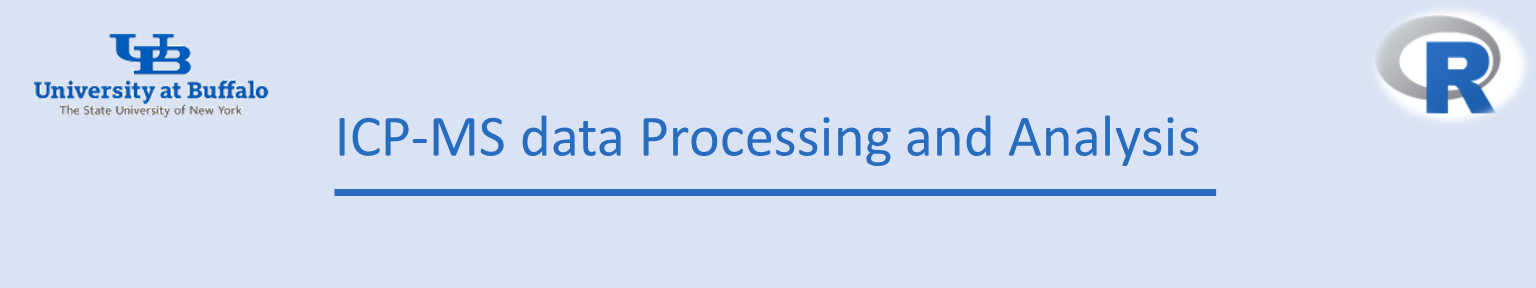 UB
University at Buffalo
The State University of New York
R
ICP-MS data Processing and Analysis